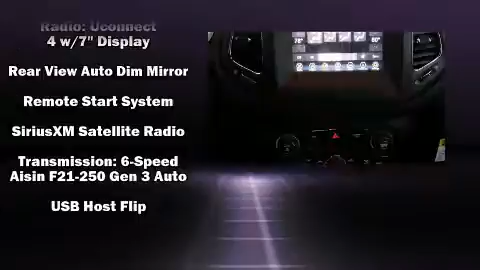 Radio: Uconnect
4 w/7" Display
Rear View Auto Dim Mirror
Remote Start System
SiriusXM Satellite Radio
Transmission: 6-Speed
Aisin F21-250 Gen 3 Auto
USB Host Flip